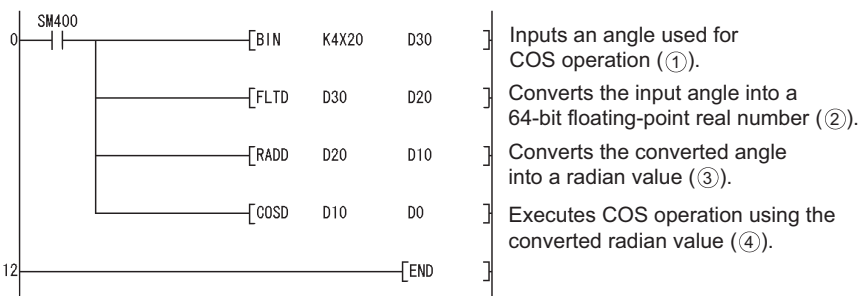 SM400
0 [BIN K4X20 D30 ]
Inputs an angle used for
COS operation (①).
[FLTD D30 D20 ]
Converts the input angle into a
64-bit floating-point real number (②).
[RADD D20 D10 ]
Converts the converted angle
into a radian value (③).
[COSD D10 D0 ]
Executes COS operation using the
converted radian value (④).
12 [END ]